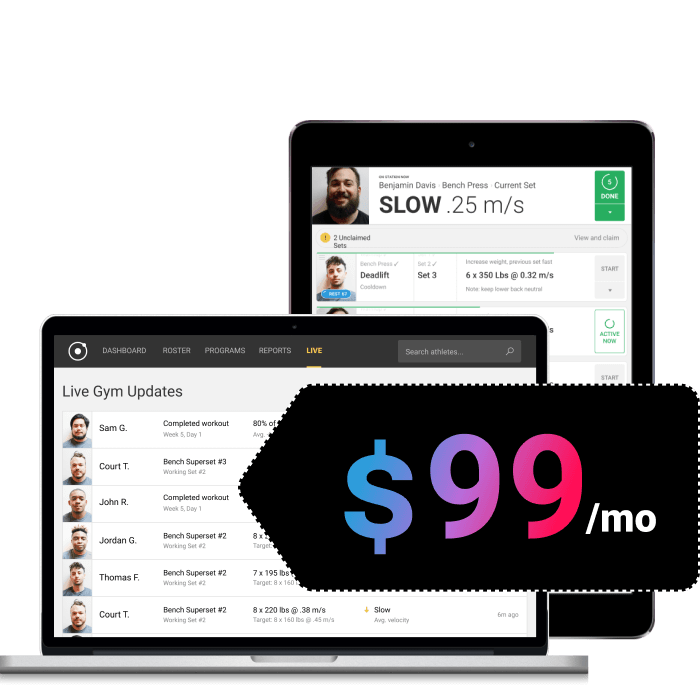 ON STATION NOW
Benjamin Davis · Bench Press · Current Set
SLOW .25 m/s
5
DONE
2 Unclaimed
Sets
View and claim
Bench Press
Deadlift
Cooldown
Set 2
Set 3
Increase weight, previous set fast
6 x 350 Lbs @ 0.32 m/s
Note: keep lower back neutral
START
REST 57
ACTIVE
NOW
START
DASHBOARD ROSTER PROGRAMS REPORTS LIVE
Search athletes...
Live Gym Updates
Sam G. Completed workout 80% of
Week 5, Day 1 Avg.
Court T. Bench Superset #3
Working Set #2
John R. Completed workout
Week 5, Day 1
Jordan G. Bench Superset #2 8 x
Working Set #2 Target:
Thomas F. Bench Superset #2 7 x 195 lbs
Working Set #2 Target: 8 x 160
Court T. Bench Superset #2 8 x 220 lbs @ .38 m/s Slow 6m ago
Working Set #2 Target: 8 x 160 lbs @ .45 m/s Avg. velocity
$99/mo